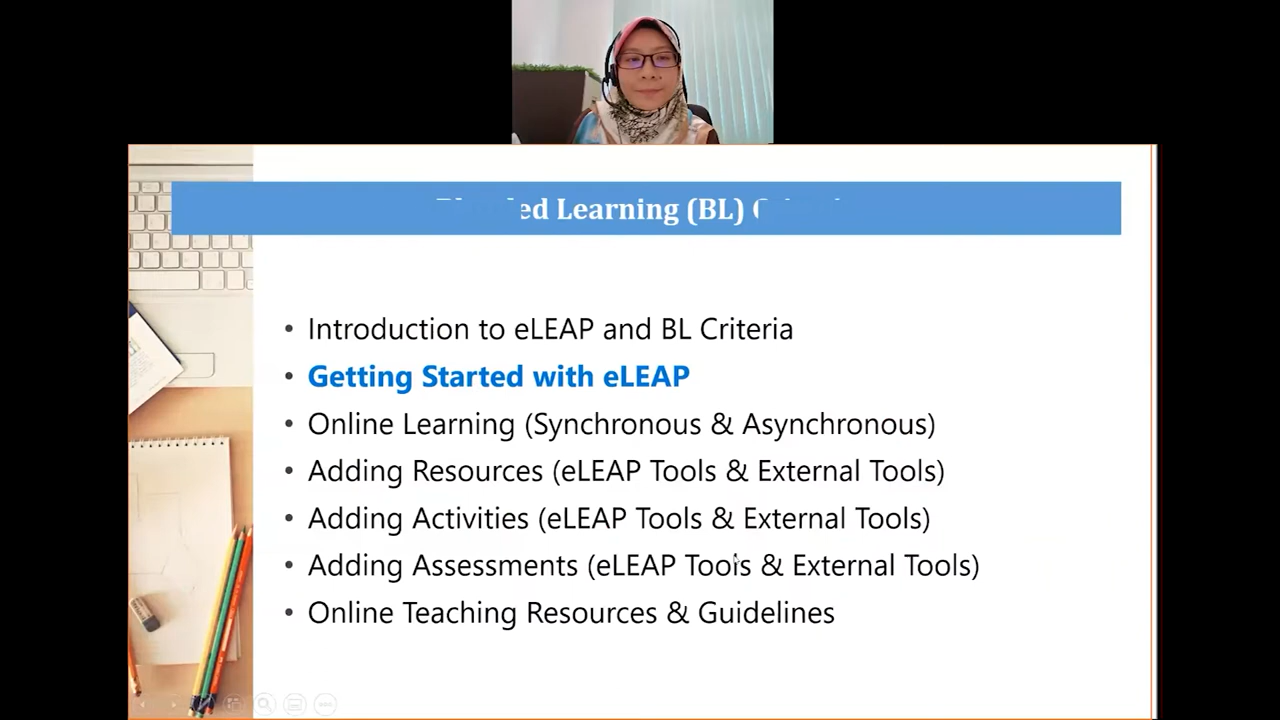 ed Learning (BL)
• Introduction to eLEAP and BL Criteria
• Getting Started with eLEAP
• Online Learning (Synchronous & Asynchronous)
• Adding Resources (eLEAP Tools & External Tools)
• Adding Activities (eLEAP Tools & External Tools)
• Adding Assessments (eLEAP Tools & External Tools)
• Online Teaching Resources & Guidelines